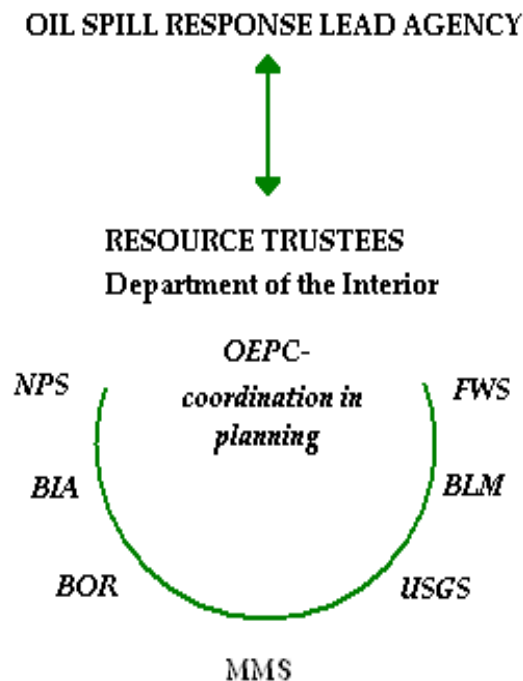 OIL SPILL RESPONSE LEAD AGENCY
RESOURCE TRUSTEES
Department of the Interior
OEPC-
coordination in
planning
NPS
FWS
BIA
BLM
BOR
USGS
MMS